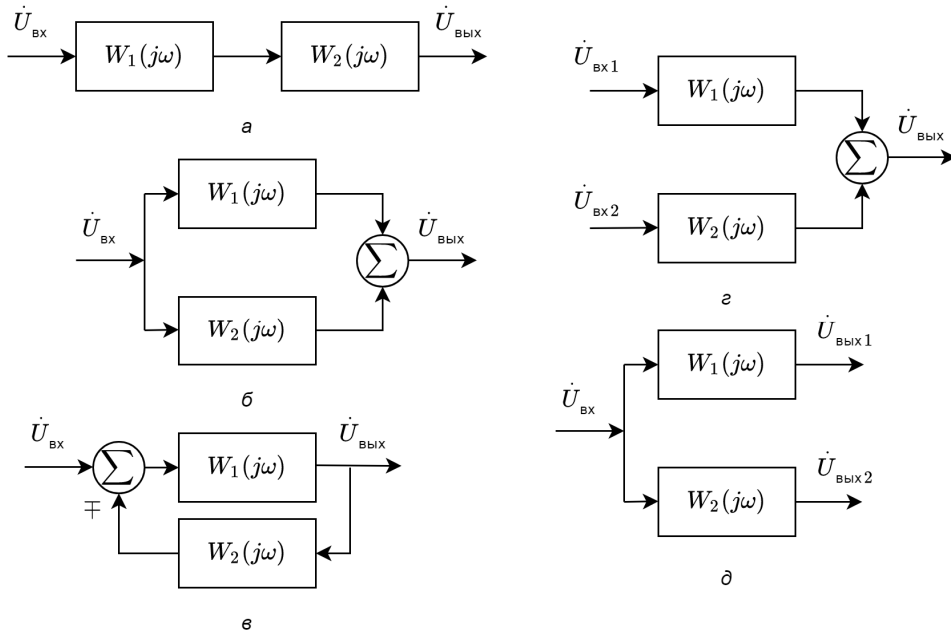 U̇вх W₁(jω) W₂(jω) U̇вых
а
U̇вх W₁(jω) W₂(jω) Σ U̇вых
б
U̇вх Σ ∓ W₁(jω) W₂(jω) U̇вых
в
U̇вх1 W₁(jω)
U̇вх2 W₂(jω) Σ U̇вых
г
U̇вх W₁(jω) U̇вых1
W₂(jω) U̇вых2
д